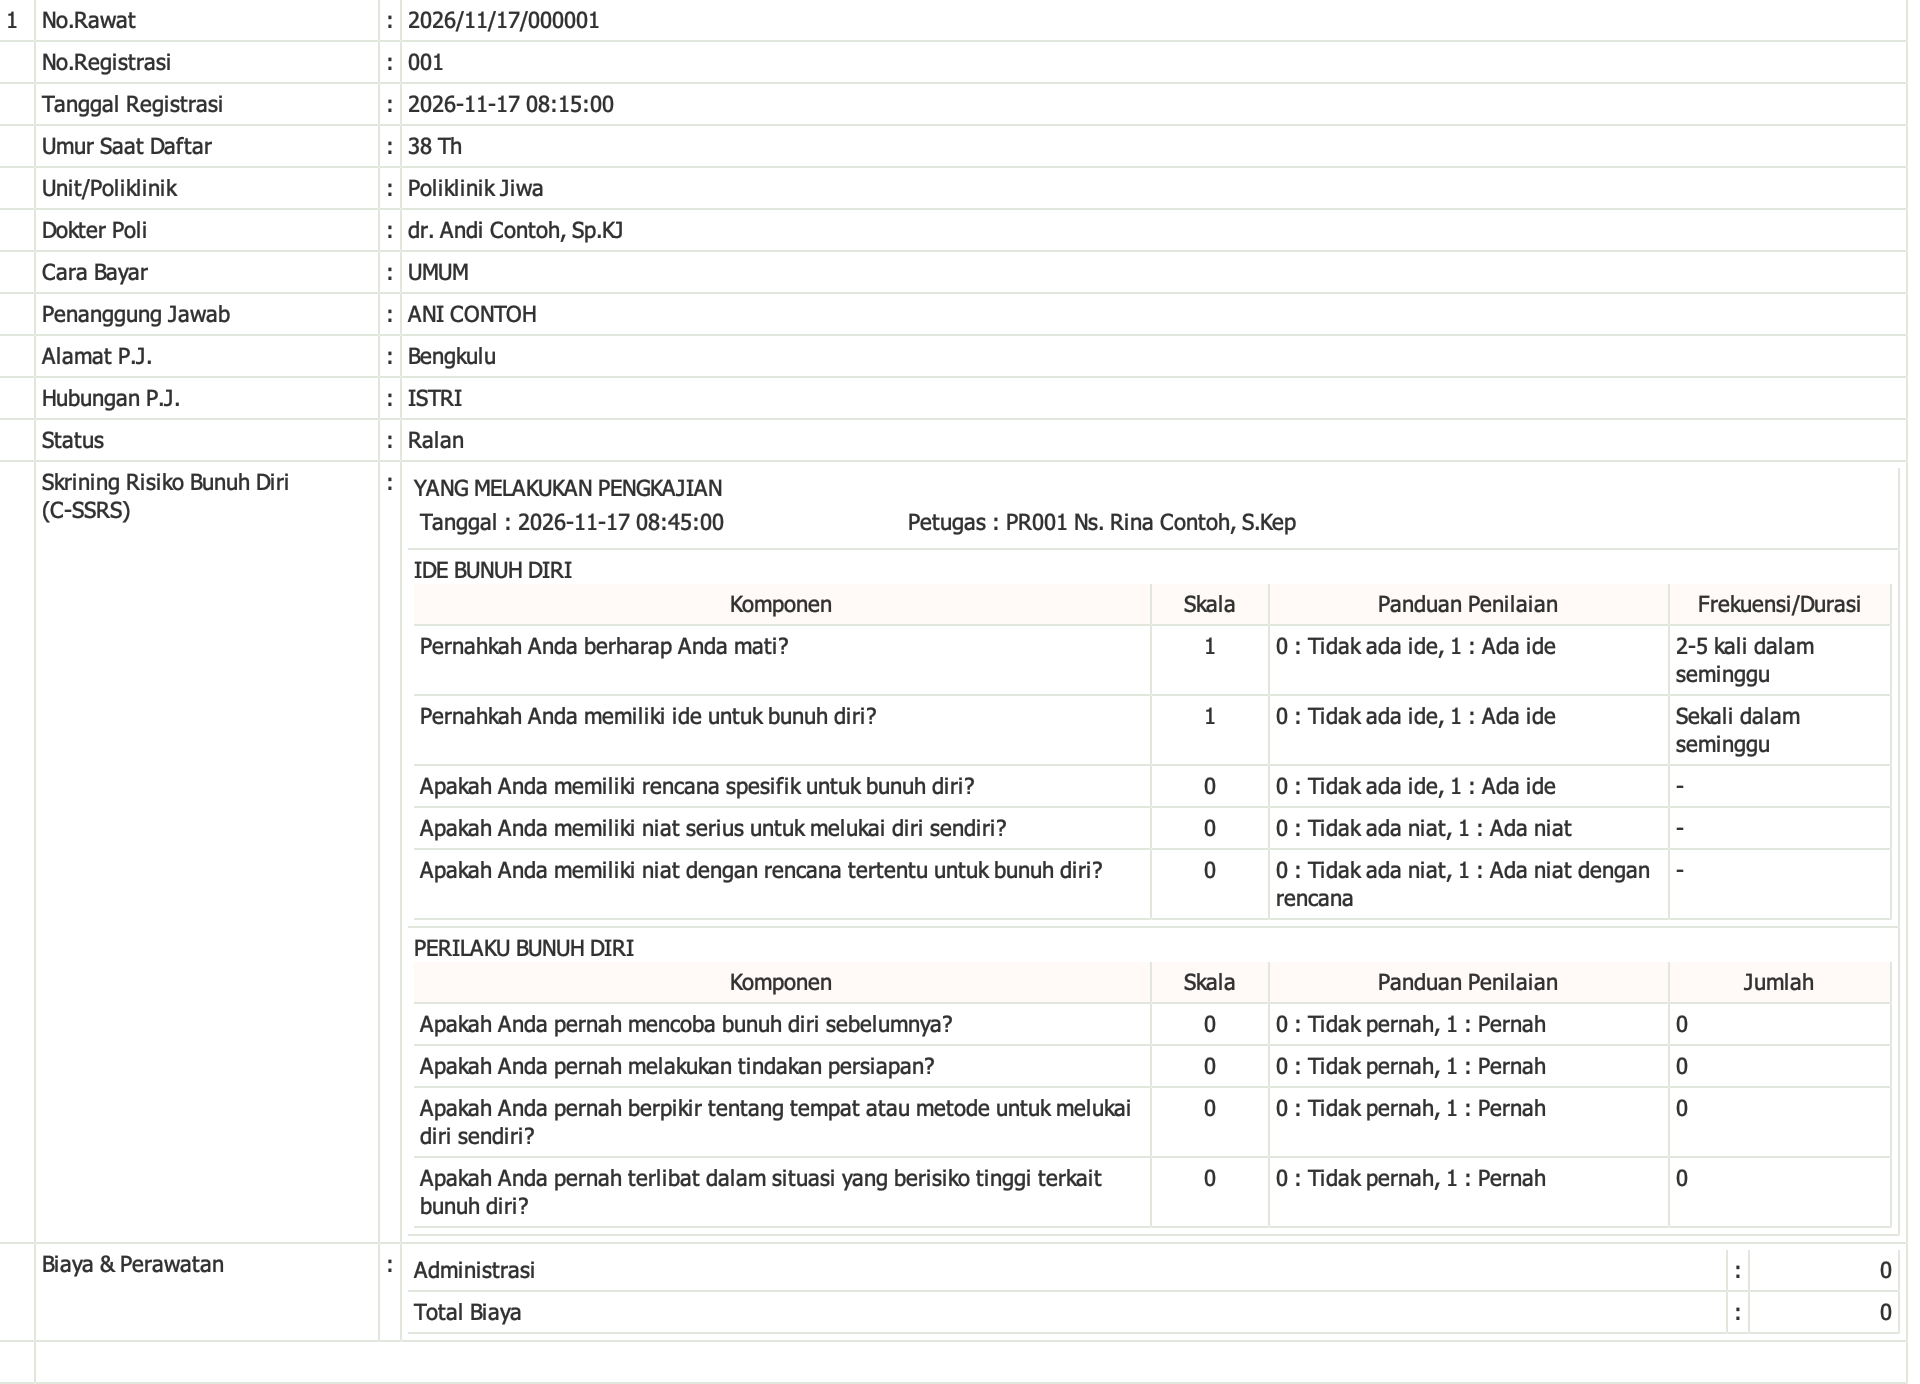 1 No.Rawat : 2026/11/17/000001
No.Registrasi : 001
Tanggal Registrasi : 2026-11-17 08:15:00
Umur Saat Daftar : 38 Th
Unit/Poliklinik : Poliklinik Jiwa
Dokter Poli : dr. Andi Contoh, Sp.KJ
Cara Bayar : UMUM
Penanggung Jawab : ANI CONTOH
Alamat P.J. : Bengkulu
Hubungan P.J. : ISTRI
Status : Ralan
Skrining Risiko Bunuh Diri
(C-SSRS) :
YANG MELAKUKAN PENGKAJIAN
Tanggal : 2026-11-17 08:45:00 Petugas : PR001 Ns. Rina Contoh, S.Kep
IDE BUNUH DIRI
Komponen Skala Panduan Penilaian Frekuensi/Durasi
Pernahkah Anda berharap Anda mati? 1 0 : Tidak ada ide, 1 : Ada ide 2-5 kali dalam
seminggu
Pernahkah Anda memiliki ide untuk bunuh diri? 1 0 : Tidak ada ide, 1 : Ada ide Sekali dalam
seminggu
Apakah Anda memiliki rencana spesifik untuk bunuh diri? 0 0 : Tidak ada ide, 1 : Ada ide -
Apakah Anda memiliki niat serius untuk melukai diri sendiri? 0 0 : Tidak ada niat, 1 : Ada niat -
Apakah Anda memiliki niat dengan rencana tertentu untuk bunuh diri? 0 0 : Tidak ada niat, 1 : Ada niat dengan -
rencana
PERILAKU BUNUH DIRI
Komponen Skala Panduan Penilaian Jumlah
Apakah Anda pernah mencoba bunuh diri sebelumnya? 0 0 : Tidak pernah, 1 : Pernah 0
Apakah Anda pernah melakukan tindakan persiapan? 0 0 : Tidak pernah, 1 : Pernah 0
Apakah Anda pernah berpikir tentang tempat atau metode untuk melukai 0 0 : Tidak pernah, 1 : Pernah 0
diri sendiri?
Apakah Anda pernah terlibat dalam situasi yang berisiko tinggi terkait 0 0 : Tidak pernah, 1 : Pernah 0
bunuh diri?
Biaya & Perawatan : Administrasi : 0
Total Biaya : 0